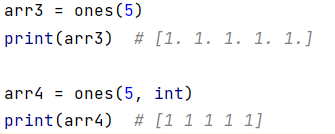 arr3 = ones(5)
print(arr3)  # [1. 1. 1. 1. 1.]
arr4 = ones(5, int)
print(arr4)  # [1 1 1 1 1]